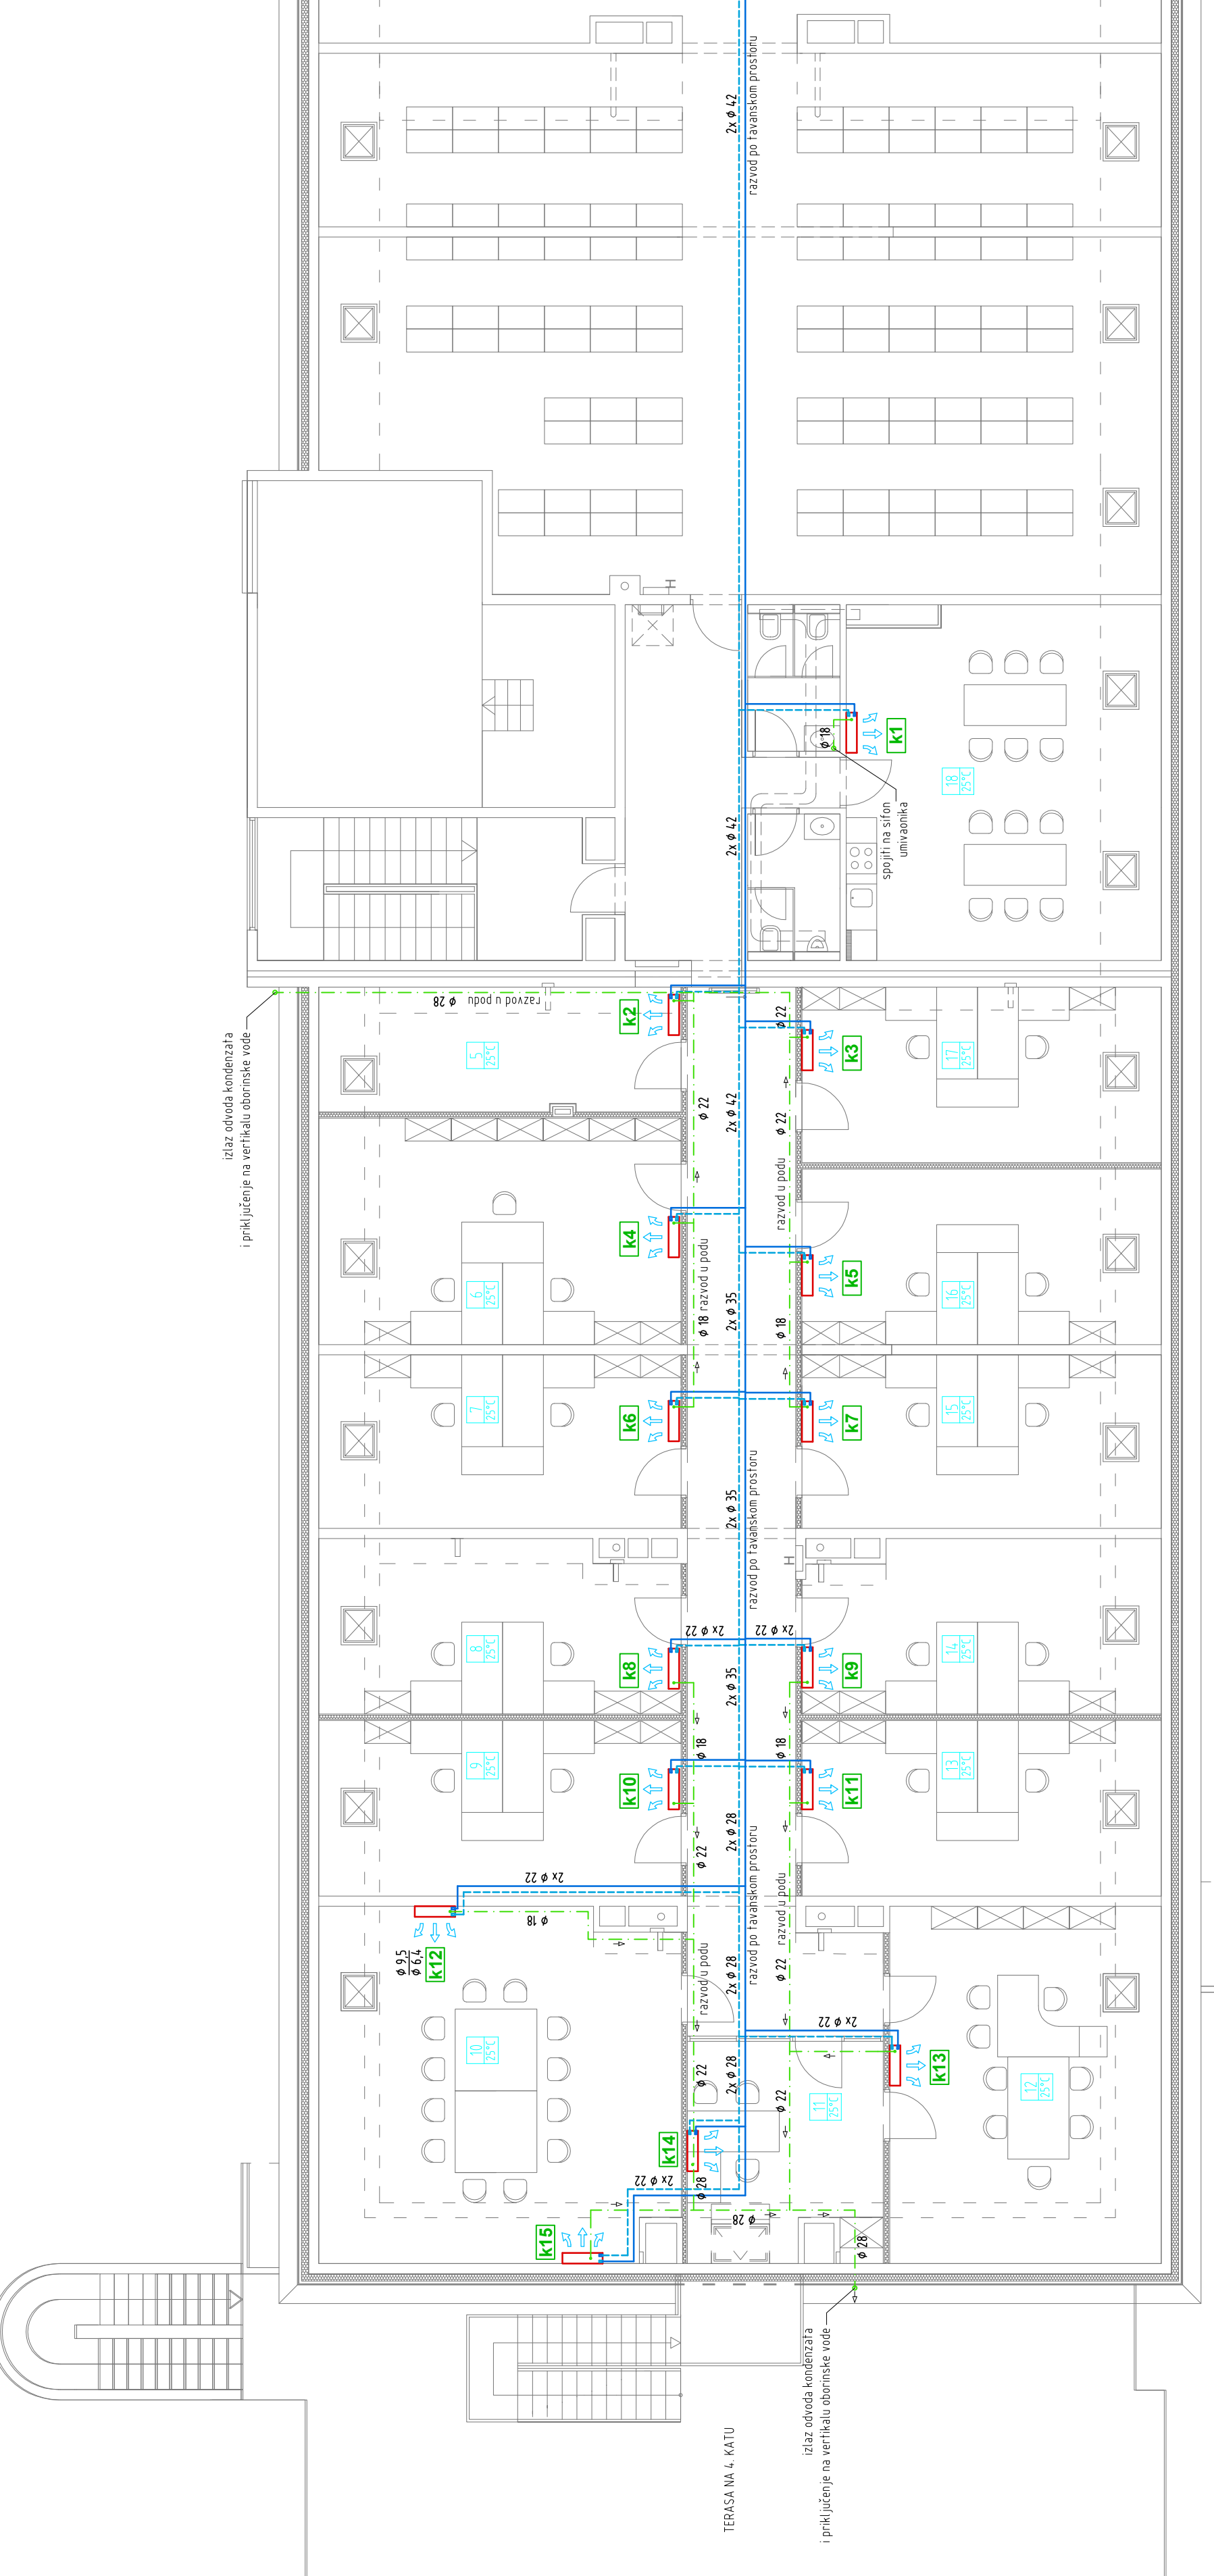 2x ϕ 42
razvod po tavanskom prostoru
H
k1
ϕ 18
18
25°C
spojiti na sifon
umivaonika
2x ϕ 42
izlaz odvoda kondenzata
i priključenje na vertikalu oborinske vode
ϕ 28
razvod u podu
k2
5
25°C
k3
17
25°C
ϕ 22
ϕ 22
2x ϕ 42
ϕ 22
razvod u podu
k4
6
25°C
k5
16
25°C
ϕ 18 razvod u podu
2x ϕ 35
ϕ 18
k6
7
25°C
k7
15
25°C
2x ϕ 35
razvod po tavanskom prostoru
H
2x ϕ 22
2x ϕ 22
k8
8
25°C
k9
14
25°C
2x ϕ 35
ϕ 18
ϕ 18
k10
9
25°C
k11
13
25°C
ϕ 22
2x ϕ 28
razvod po tavanskom prostoru
2x ϕ 22
ϕ 18
ϕ 9,5
ϕ 6,4
k12
razvod u podu
2x ϕ 28
ϕ 22 razvod u podu
2x ϕ 22
10
25°C
k13
12
25°C
11
25°C
ϕ 22
2x ϕ 28
ϕ 22
k14
2x ϕ 22
ϕ 28
k15
ϕ 28
ϕ 28
izlaz odvoda kondenzata
i priključenje na vertikalu oborinske vode
TERASA NA 4. KATU